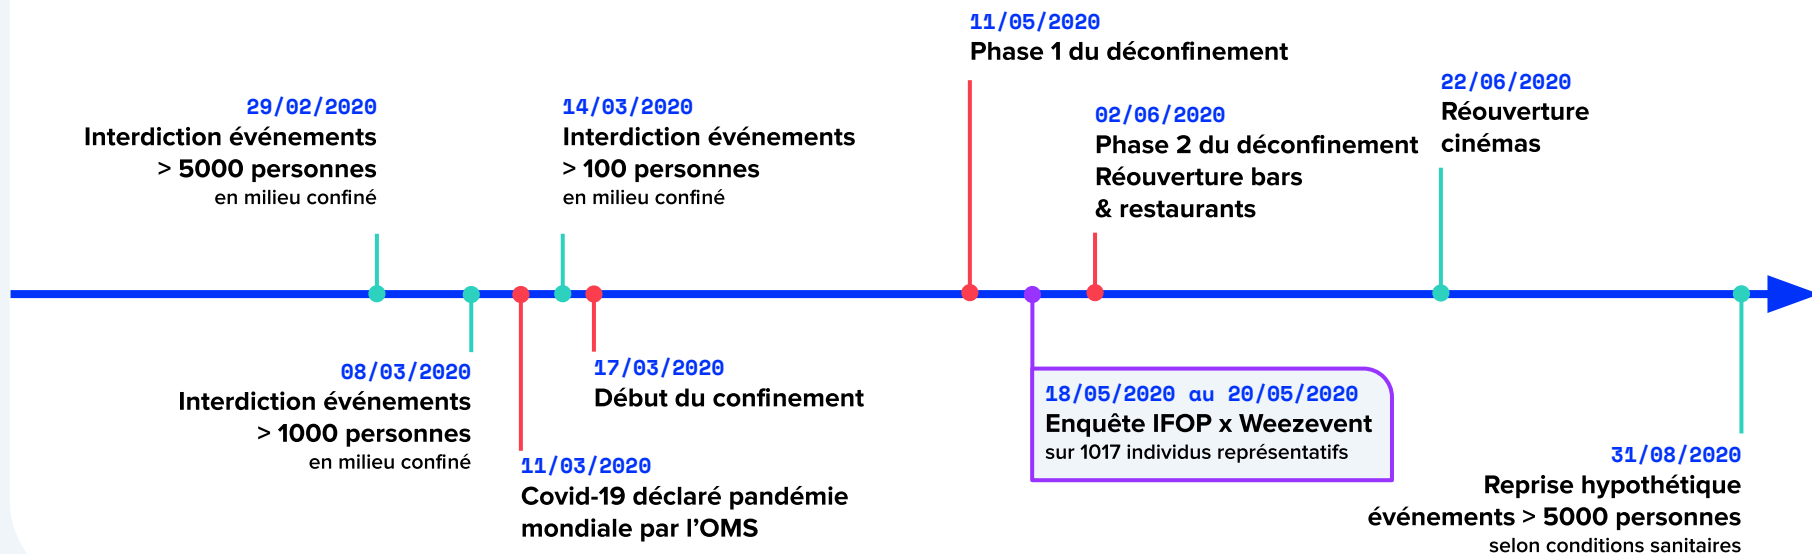 29/02/2020
Interdiction événements
> 5000 personnes
en milieu confiné
08/03/2020
Interdiction événements
> 1000 personnes
en milieu confiné
11/03/2020
Covid-19 déclaré pandémie
mondiale par l’OMS
14/03/2020
Interdiction événements
> 100 personnes
en milieu confiné
17/03/2020
Début du confinement
11/05/2020
Phase 1 du déconfinement
18/05/2020 au 20/05/2020
Enquête IFOP x Weezevent
sur 1017 individus représentatifs
02/06/2020
Phase 2 du déconfinement
Réouverture bars
& restaurants
22/06/2020
Réouverture
cinémas
31/08/2020
Reprise hypothétique
événements > 5000 personnes
selon conditions sanitaires